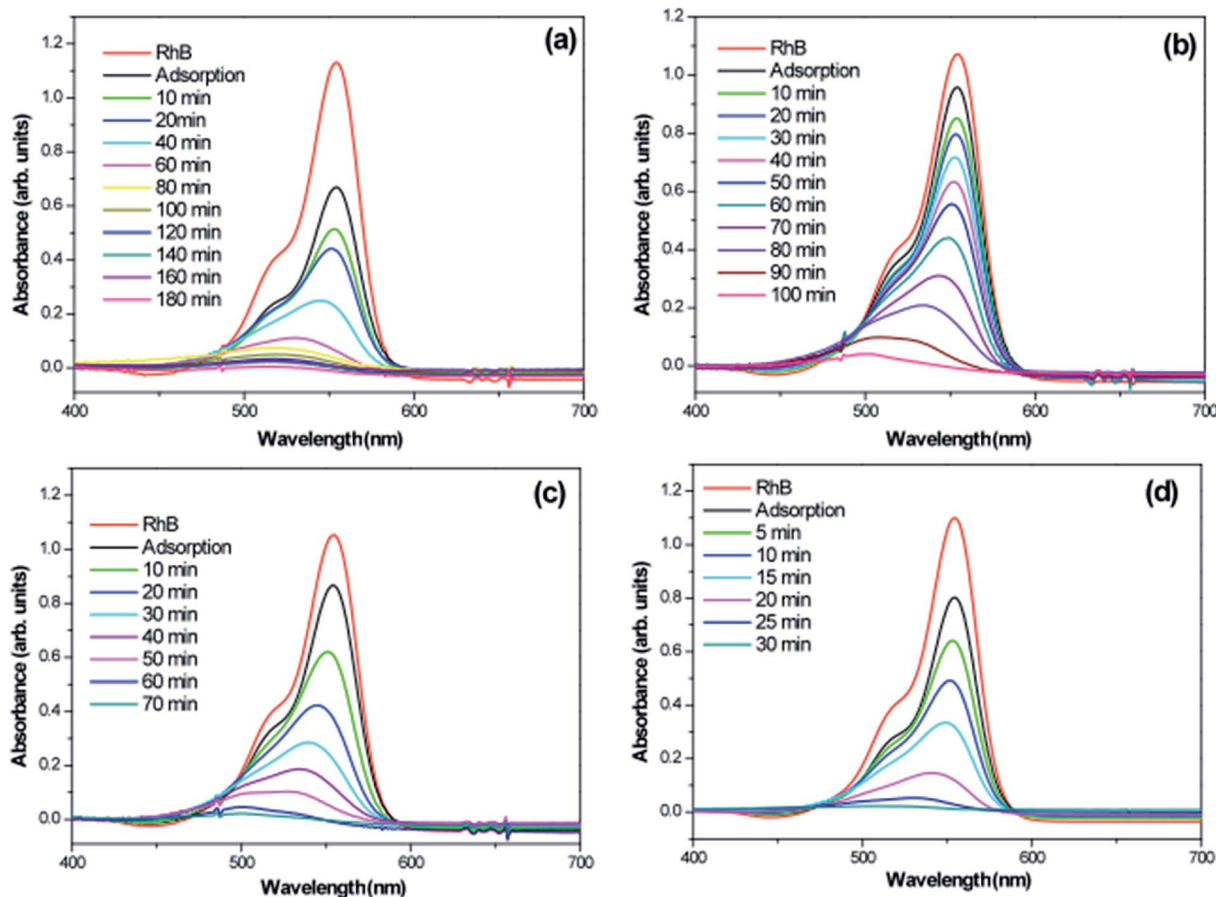 (a)
1.2
1.0
0.8
0.6
0.4
0.2
0.0
Absorbance (arb. units)
RhB
Adsorption
10 min
20min
40 min
60 min
80 min
100 min
120 min
140 min
160 min
180 min
400
500
600
700
Wavelength(nm)
(b)
1.2
1.0
0.8
0.6
0.4
0.2
0.0
Absorbance (arb. units)
RhB
Adsorption
10 min
20 min
30 min
40 min
50 min
60 min
70 min
80 min
90 min
100 min
400
500
600
700
Wavelength(nm)
(c)
1.2
1.0
0.8
0.6
0.4
0.2
0.0
Absorbance (arb. units)
RhB
Adsorption
10 min
20 min
30 min
40 min
50 min
60 min
70 min
400
500
600
700
Wavelength(nm)
(d)
1.2
1.0
0.8
0.6
0.4
0.2
0.0
Absorbance (arb. units)
RhB
Adsorption
5 min
10 min
15 min
20 min
25 min
30 min
400
500
600
700
Wavelength(nm)